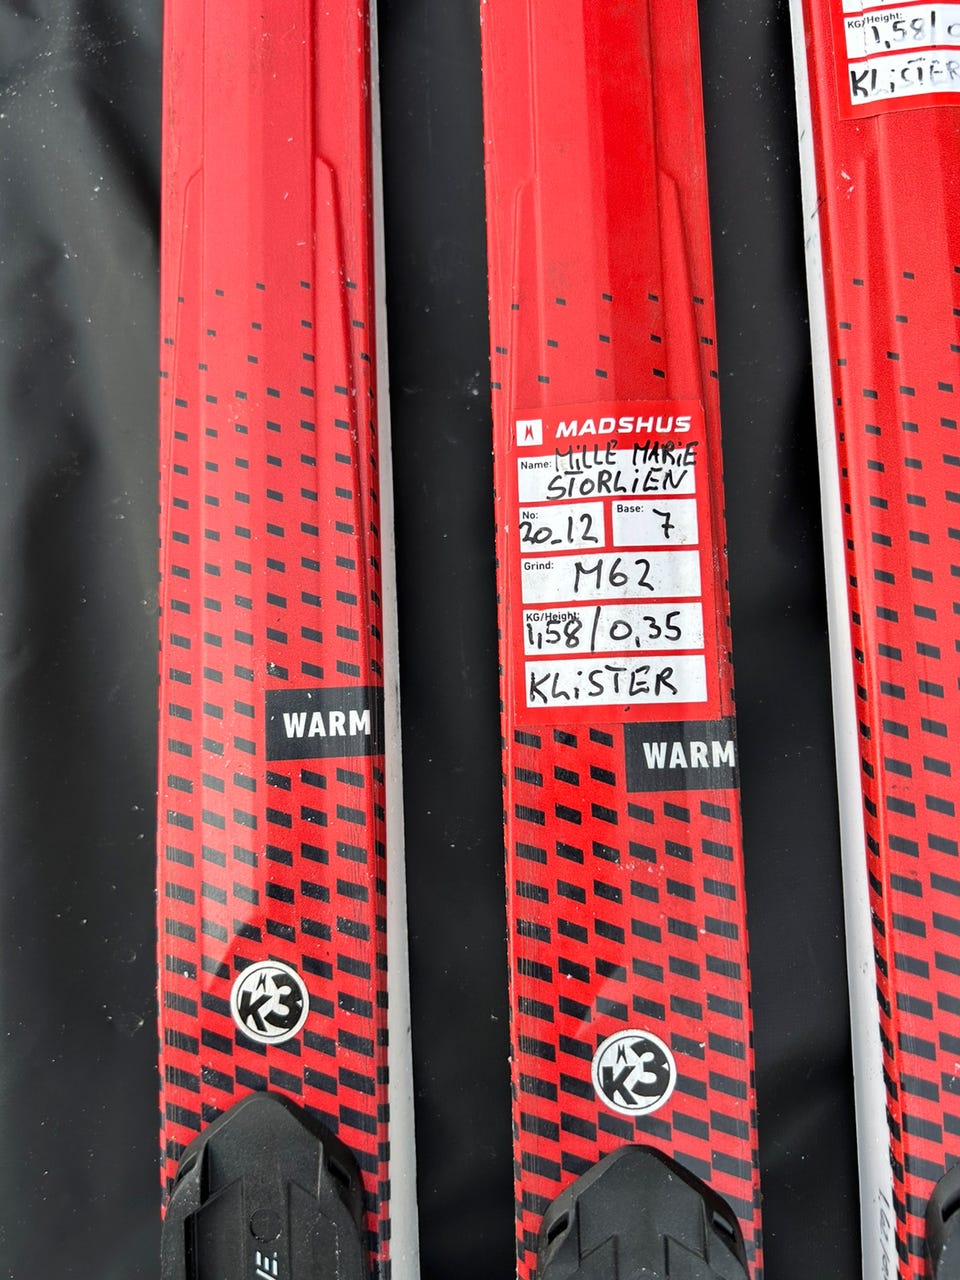 WARM
K3
MADSHUS
Name: MiLLE MARiE
STORLiEN
No: 20_12
Base: 7
Grind: M62
KG/Height: 1,58/0,35
KLiSTER
WARM
K3
KG/Height: 1,58/0
KLiSTER